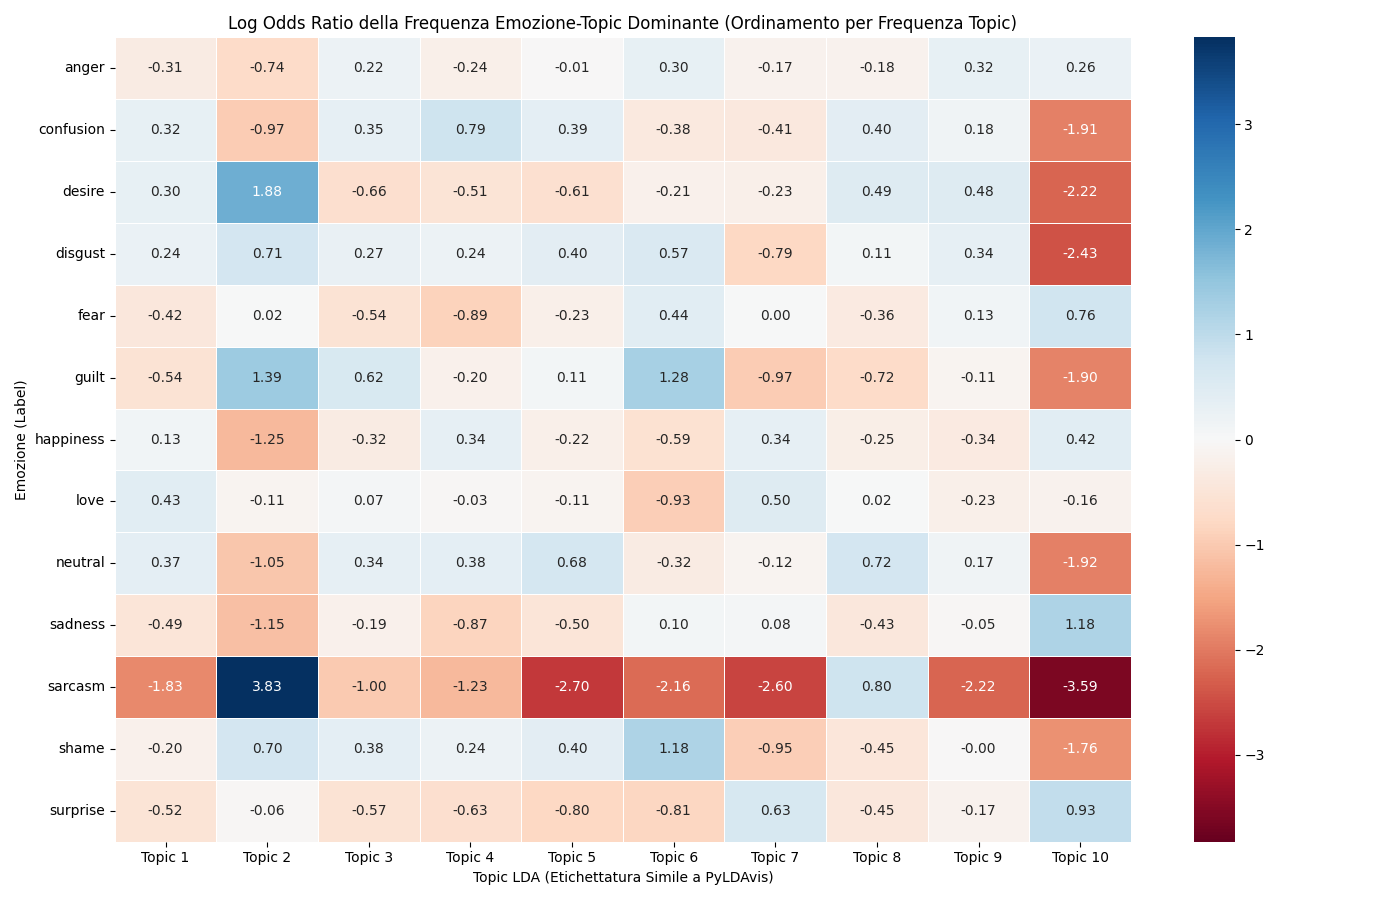 Log Odds Ratio della Frequenza Emozione-Topic Dominante (Ordinamento per Frequenza Topic)
Emozione (Label)
anger -0.31 -0.74 0.22 -0.24 -0.01 0.30 -0.17 -0.18 0.32 0.26
confusion 0.32 -0.97 0.35 0.79 0.39 -0.38 -0.41 0.40 0.18 -1.91
desire 0.30 1.88 -0.66 -0.51 -0.61 -0.21 -0.23 0.49 0.48 -2.22
disgust 0.24 0.71 0.27 0.24 0.40 0.57 -0.79 0.11 0.34 -2.43
fear -0.42 0.02 -0.54 -0.89 -0.23 0.44 0.00 -0.36 0.13 0.76
guilt -0.54 1.39 0.62 -0.20 0.11 1.28 -0.97 -0.72 -0.11 -1.90
happiness 0.13 -1.25 -0.32 0.34 -0.22 -0.59 0.34 -0.25 -0.34 0.42
love 0.43 -0.11 0.07 -0.03 -0.11 -0.93 0.50 0.02 -0.23 -0.16
neutral 0.37 -1.05 0.34 0.38 0.68 -0.32 -0.12 0.72 0.17 -1.92
sadness -0.49 -1.15 -0.19 -0.87 -0.50 0.10 0.08 -0.43 -0.05 1.18
sarcasm -1.83 3.83 -1.00 -1.23 -2.70 -2.16 -2.60 0.80 -2.22 -3.59
shame -0.20 0.70 0.38 0.24 0.40 1.18 -0.95 -0.45 -0.00 -1.76
surprise -0.52 -0.06 -0.57 -0.63 -0.80 -0.81 0.63 -0.45 -0.17 0.93
Topic 1 Topic 2 Topic 3 Topic 4 Topic 5 Topic 6 Topic 7 Topic 8 Topic 9 Topic 10
Topic LDA (Etichettatura Simile a PyLDAvis)
3
2
1
0
−1
−2
−3